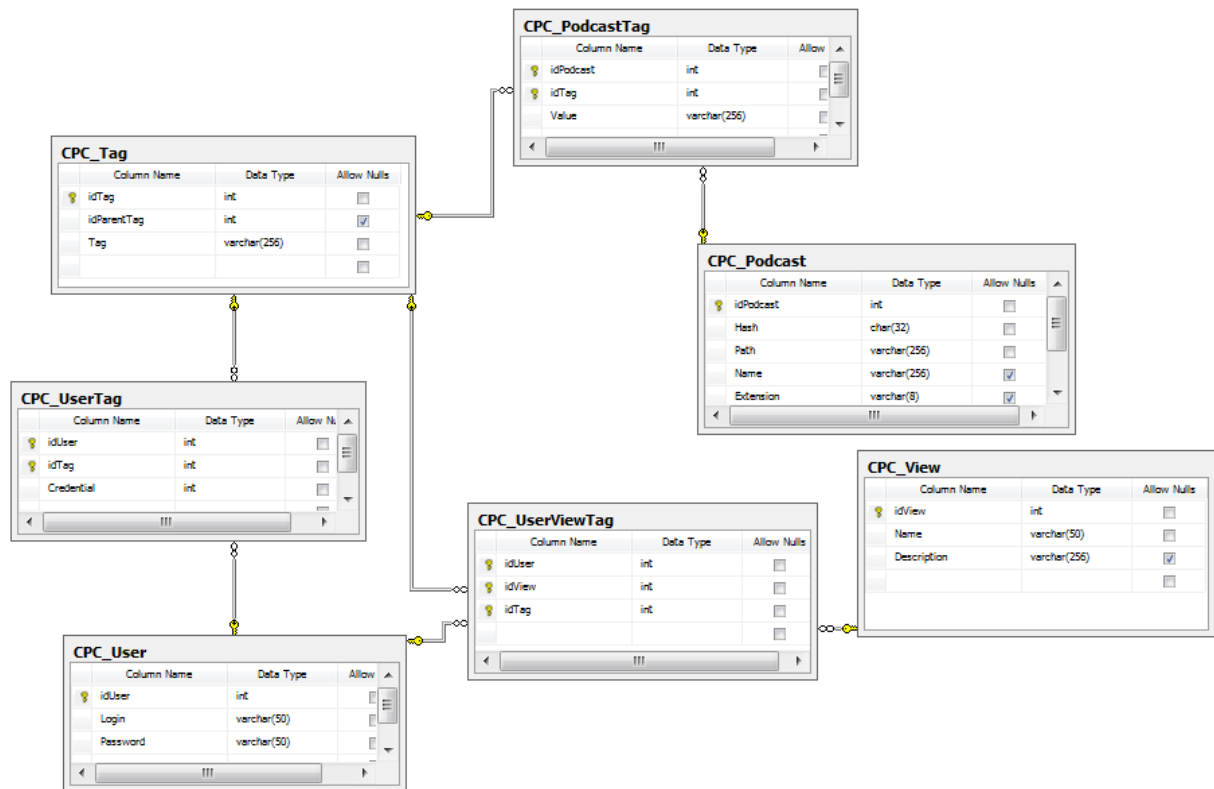 CPC_PodcastTag
Column Name Data Type Allow
idPodcast int
idTag int
Value varchar(256)
CPC_Tag
Column Name Data Type Allow Nulls
idTag int
idParentTag int
Tag varchar(256)
CPC_Podcast
Column Name Data Type Allow Nulls
idPodcast int
Hash char(32)
Path varchar(256)
Name varchar(256)
Extension varchar(8)
CPC_UserTag
Column Name Data Type Allow Nu
idUser int
idTag int
Credential int
CPC_View
Column Name Data Type Allow Nulls
idView int
Name varchar(50)
Description varchar(256)
CPC_UserViewTag
Column Name Data Type Allow Nulls
idUser int
idView int
idTag int
CPC_User
Column Name Data Type Allow
idUser int
Login varchar(50)
Password varchar(50)